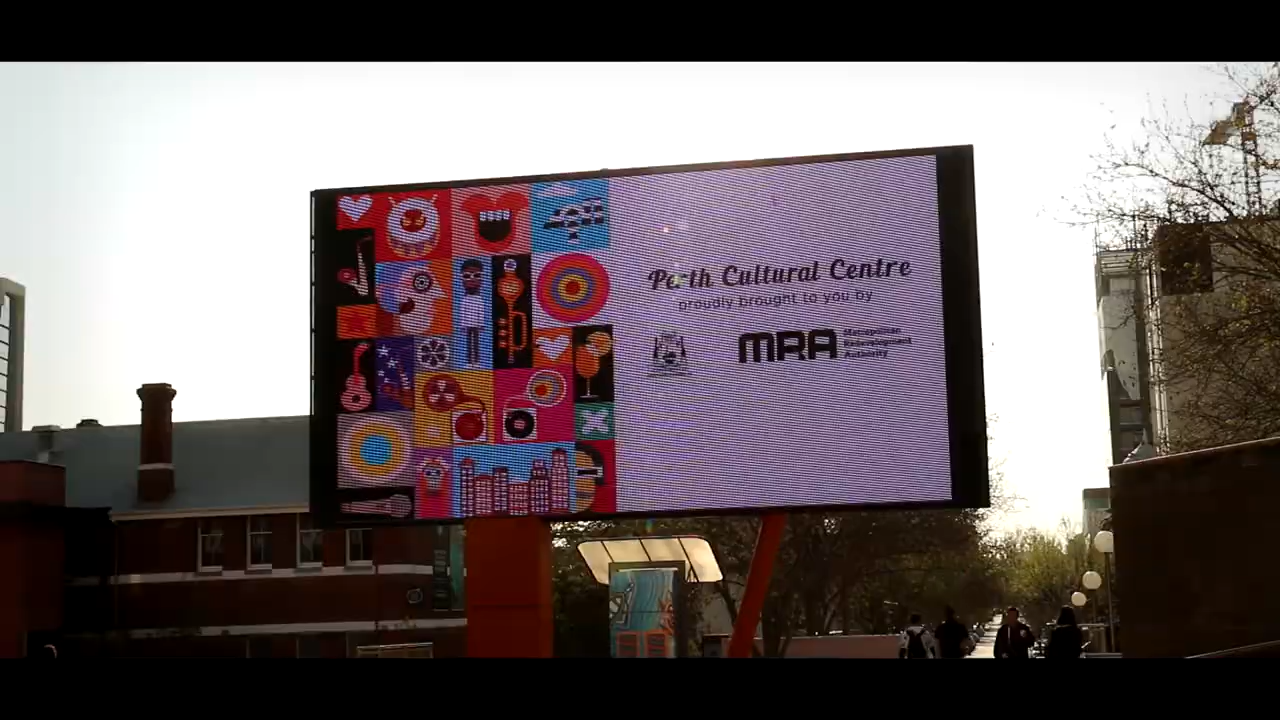 Perth Cultural Centre
proudly brought to you by
MRA
Metropolitan
Redevelopment
Authority